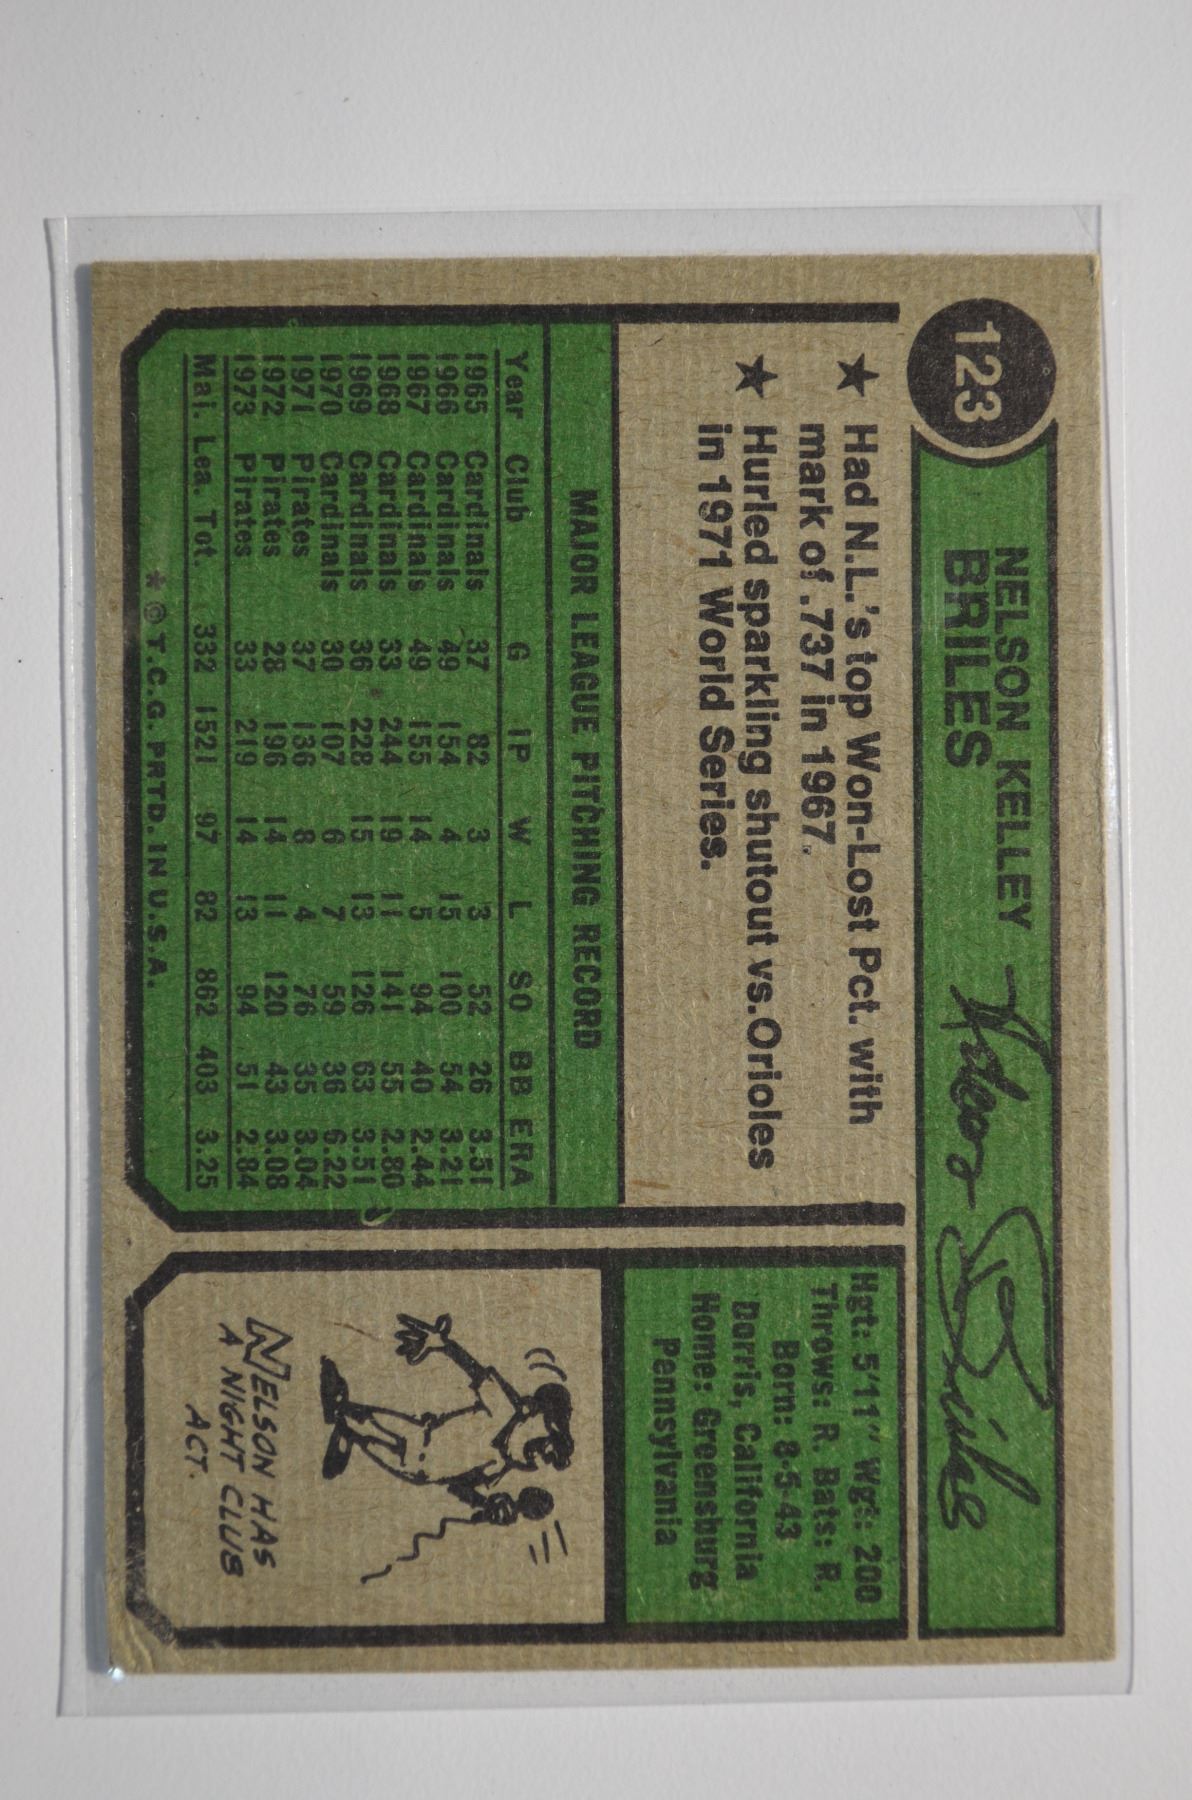 123
NELSON KELLEY
BRILES
Nelson Briles
★ Had N.L.'s top Won-Lost Pct. with
mark of .737 in 1967.
★ Hurled sparkling shutout vs. Orioles
in 1971 World Series.
Hgt.: 5'11" Wgt.: 200
Throws: R. Bats: R.
Born: 8-5-43
Dorris, California
Home: Greensburg
Pennsylvania
MAJOR LEAGUE PITCHING RECORD
Year Club G IP W L SO BB ERA
1965 Cardinals 37 82 3 3 52 26 3.51
1966 Cardinals 49 154 4 15 100 54 3.21
1967 Cardinals 49 155 14 5 94 40 2.44
1968 Cardinals 33 244 19 11 141 55 2.80
1969 Cardinals 36 228 15 13 126 63 3.51
1970 Cardinals 30 107 6 7 59 36 6.22
1971 Pirates 37 136 8 4 76 35 3.04
1972 Pirates 28 196 14 11 120 43 3.08
1973 Pirates 33 219 14 13 94 51 2.84
Maj. Lea. Tot. 332 1521 97 82 862 403 3.25
* © T.C.G. PRTD. IN U.S.A.
NELSON HAS
A NIGHT CLUB
ACT.